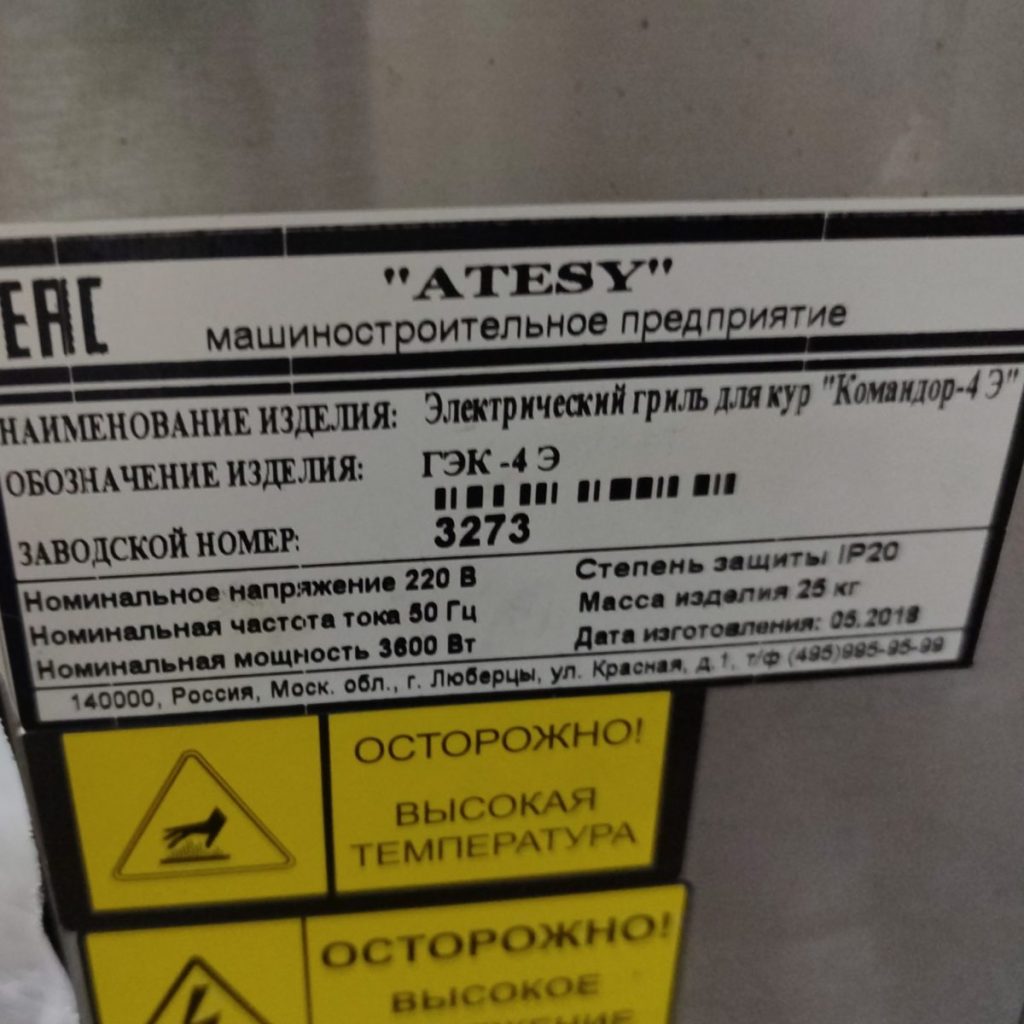 EAC
"ATESY"
машиностроительное предприятие
НАИМЕНОВАНИЕ ИЗДЕЛИЯ: Электрический гриль для кур "Командор-4 Э"
ОБОЗНАЧЕНИЕ ИЗДЕЛИЯ: ГЭК -4 Э
ЗАВОДСКОЙ НОМЕР: 3273
Номинальное напряжение 220 В
Номинальная частота тока 50 Гц
Номинальная мощность 3600 Вт
Степень защиты IP20
Масса изделия 25 кг
Дата изготовления: 05.2018
140000, Россия, Моск. обл., г. Люберцы, ул. Красная, д.1, т/ф (495)995-95-99
ОСТОРОЖНО!
ВЫСОКАЯ
ТЕМПЕРАТУРА
ОСТОРОЖНО!
ВЫСОКОЕ